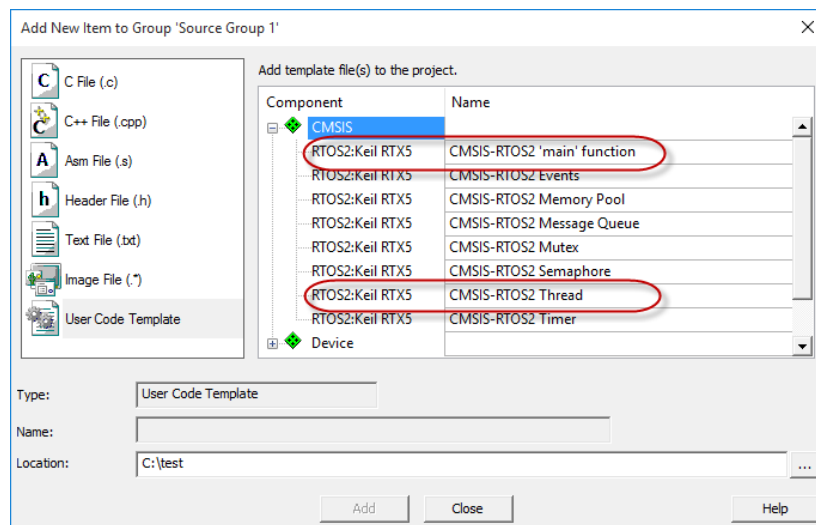 Add New Item to Group 'Source Group 1'
C File (.c)
C++ File (.cpp)
Asm File (.s)
Header File (.h)
Text File (.txt)
Image File (.*)
User Code Template
Add template file(s) to the project.
Component Name
CMSIS
RTOS2:Keil RTX5 CMSIS-RTOS2 'main' function
RTOS2:Keil RTX5 CMSIS-RTOS2 Events
RTOS2:Keil RTX5 CMSIS-RTOS2 Memory Pool
RTOS2:Keil RTX5 CMSIS-RTOS2 Message Queue
RTOS2:Keil RTX5 CMSIS-RTOS2 Mutex
RTOS2:Keil RTX5 CMSIS-RTOS2 Semaphore
RTOS2:Keil RTX5 CMSIS-RTOS2 Thread
RTOS2:Keil RTX5 CMSIS-RTOS2 Timer
Device
Type: User Code Template
Name:
Location: C:\test ...
Add Close Help